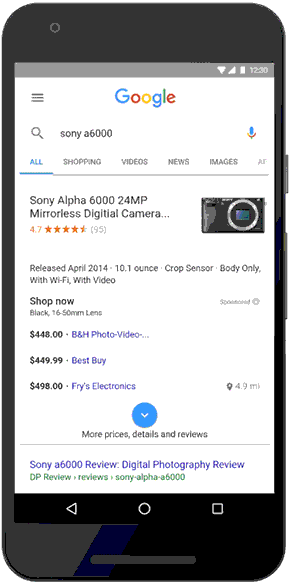 12:30
Google
sony a6000
ALL SHOPPING VIDEOS NEWS IMAGES
Sony Alpha 6000 24MP
Mirrorless Digitial Camera...
4.7 (95)
Released April 2014 · 10.1 ounce · Crop Sensor · Body Only,
With Wi-Fi, With Video
Shop now Sponsored
Black, 16-50mm Lens
$448.00 · B&H Photo-Video-...
$449.99 · Best Buy
$498.00 · Fry's Electronics 4.9 mi
More prices, details and reviews
Sony a6000 Review: Digital Photography Review
DP Review › reviews › sony-alpha-a6000